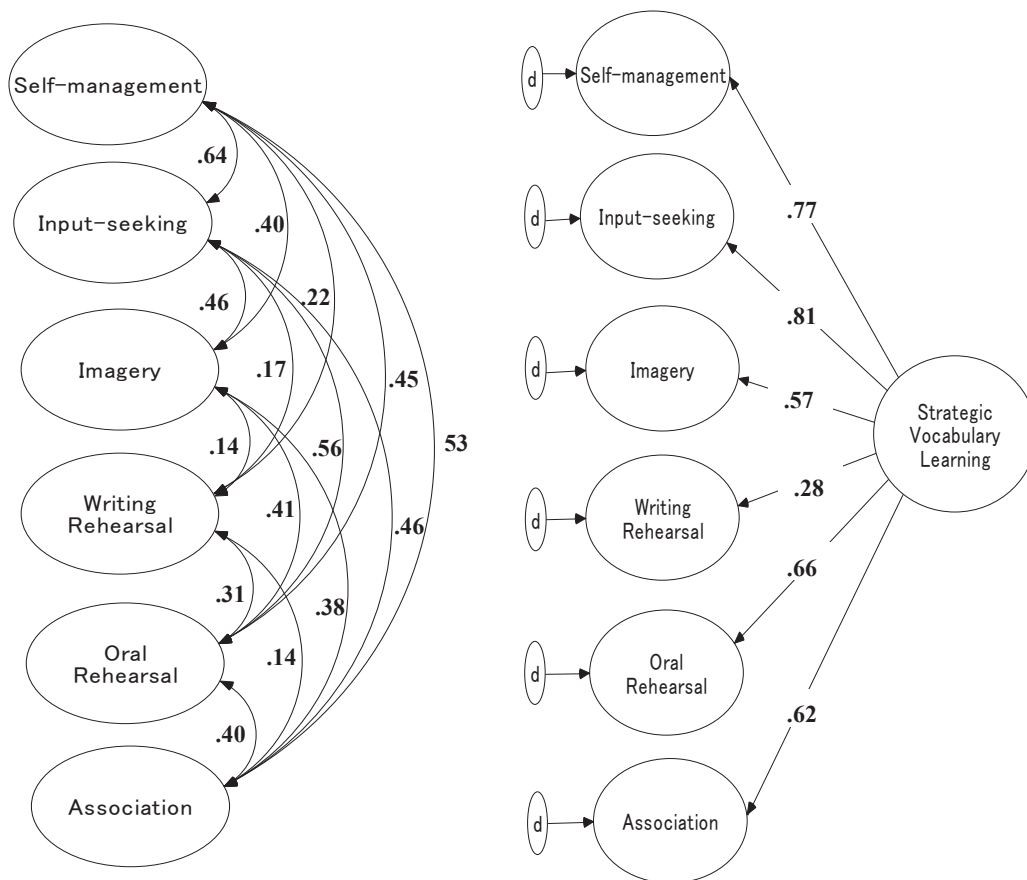 Self-management
.64
Input-seeking
.40
.46
.22
Imagery
.17
.45
.14
.56
53
Writing
Rehearsal
.41
.46
.31
.38
Oral
Rehearsal
.14
.40
Association
d
Self-management
.77
d
Input-seeking
.81
d
Imagery
.57
Strategic
Vocabulary
Learning
.28
d
Writing
Rehearsal
.66
d
Oral
Rehearsal
.62
d
Association